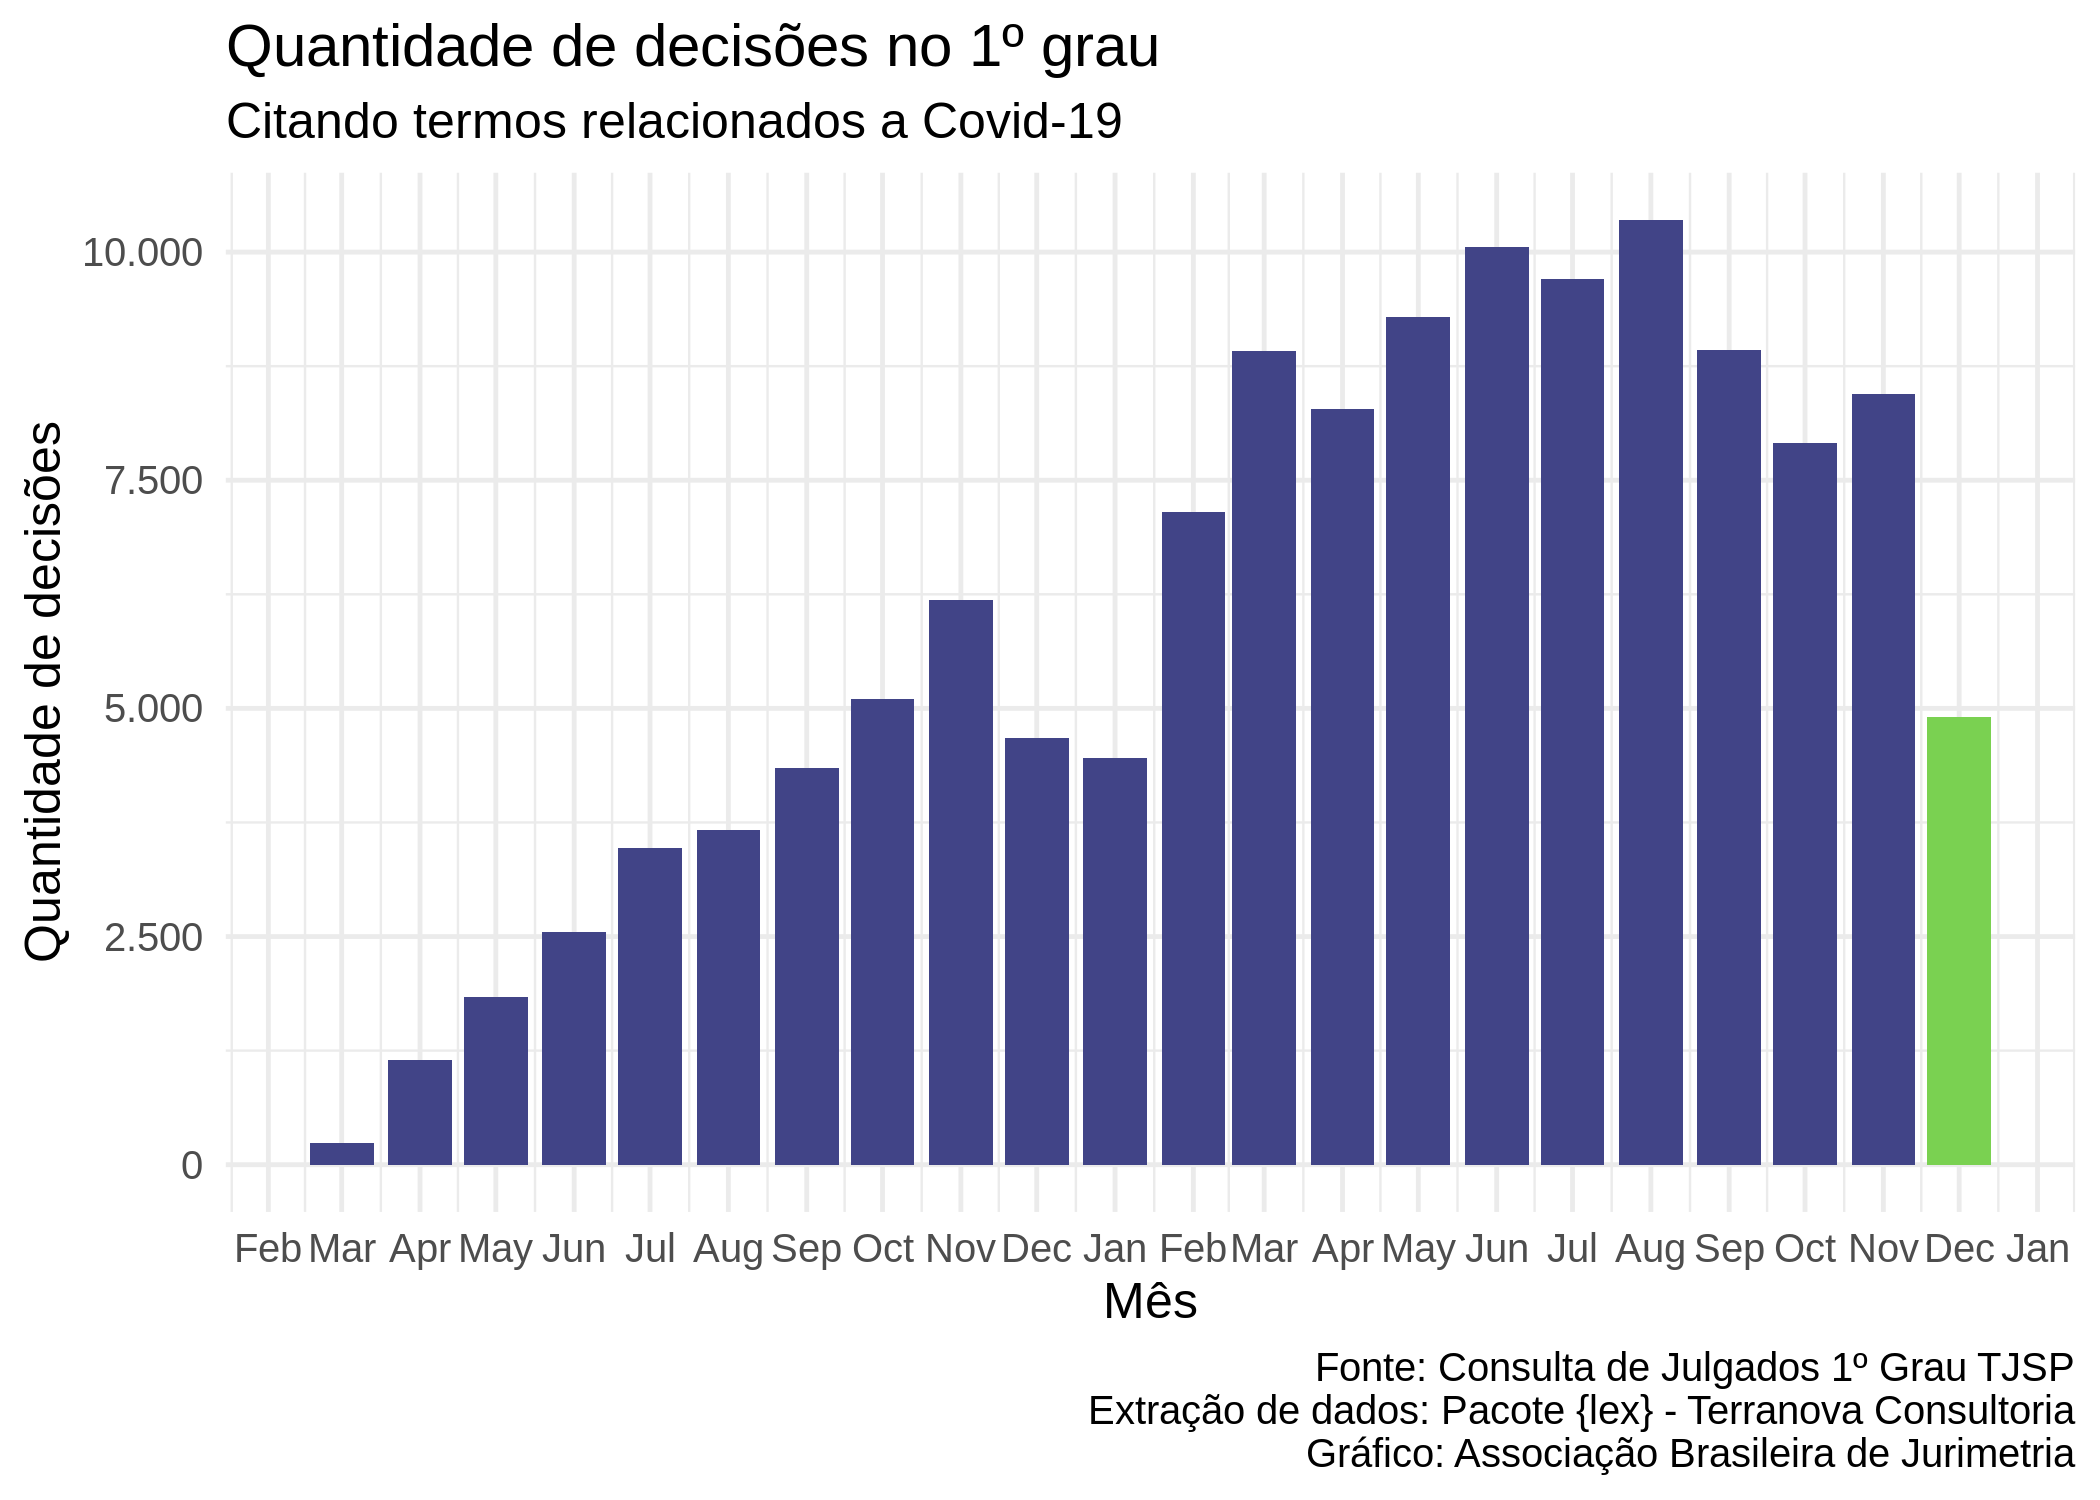 Quantidade de decisões no 1º grau
Citando termos relacionados a Covid-19
Quantidade de decisões
10.000
7.500
5.000
2.500
0
Feb Mar Apr May Jun Jul Aug Sep Oct Nov Dec Jan Feb Mar Apr May Jun Jul Aug Sep Oct Nov Dec Jan
Mês
Fonte: Consulta de Julgados 1º Grau TJSP
Extração de dados: Pacote {lex} - Terranova Consultoria
Gráfico: Associação Brasileira de Jurimetria